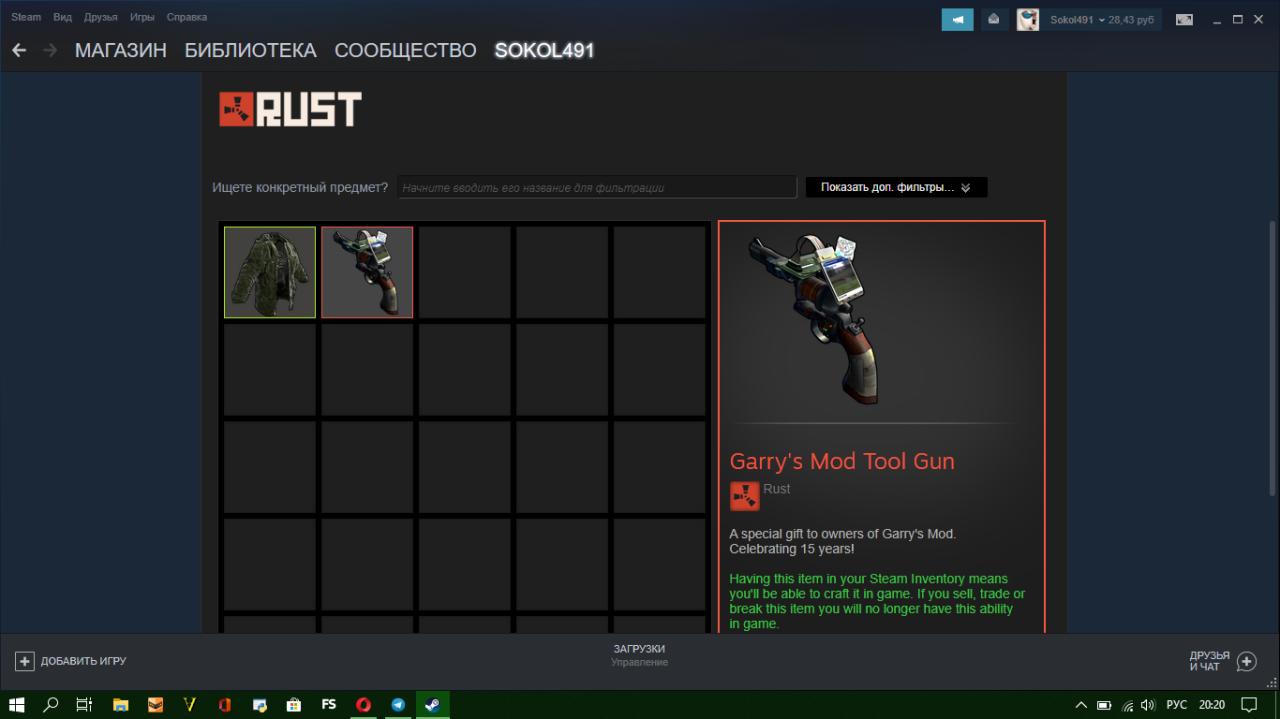 Steam Вид Друзья Игры Справка
Sokol491 28,43 руб
МАГАЗИН БИБЛИОТЕКА СООБЩЕСТВО SOKOL491
RUST
Ищете конкретный предмет? Начните вводить его название для фильтрации Показать доп. фильтры...
Garry's Mod Tool Gun
Rust
A special gift to owners of Garry's Mod.
Celebrating 15 years!
Having this item in your Steam Inventory means
you'll be able to craft it in game. If you sell, trade or
break this item you will no longer have this ability
in game.
ДОБАВИТЬ ИГРУ
ЗАГРУЗКИ
Управление
ДРУЗЬЯ
И ЧАТ
FS
РУС 20:20